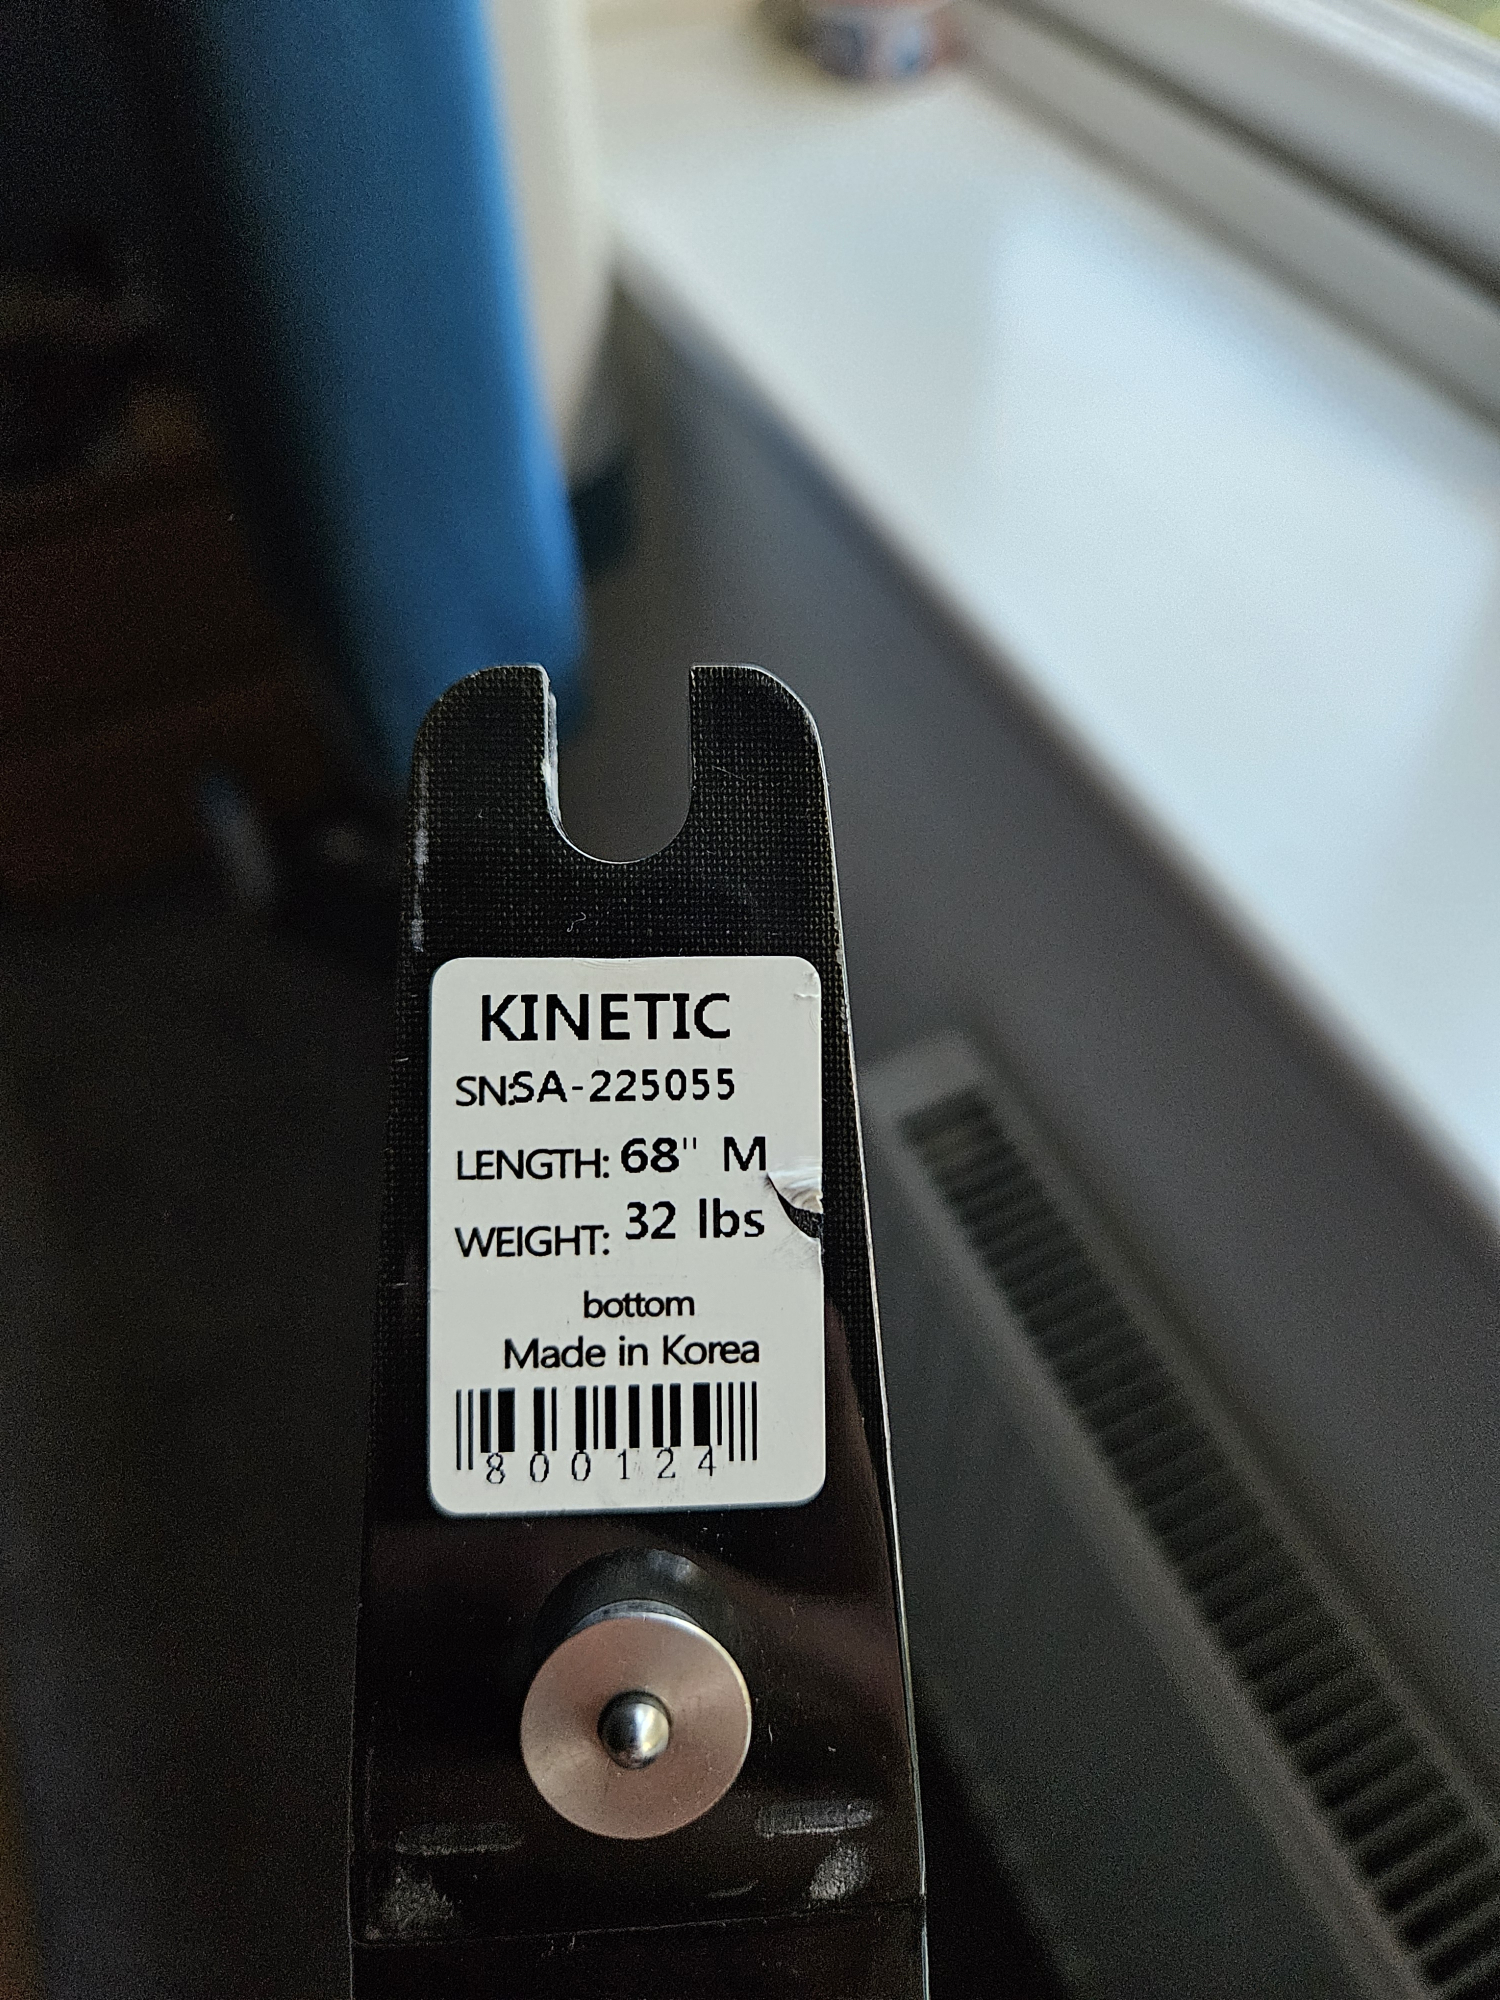 KINETIC
SN:SA-225055
LENGTH: 68" M
WEIGHT: 32 lbs
bottom
Made in Korea
800124